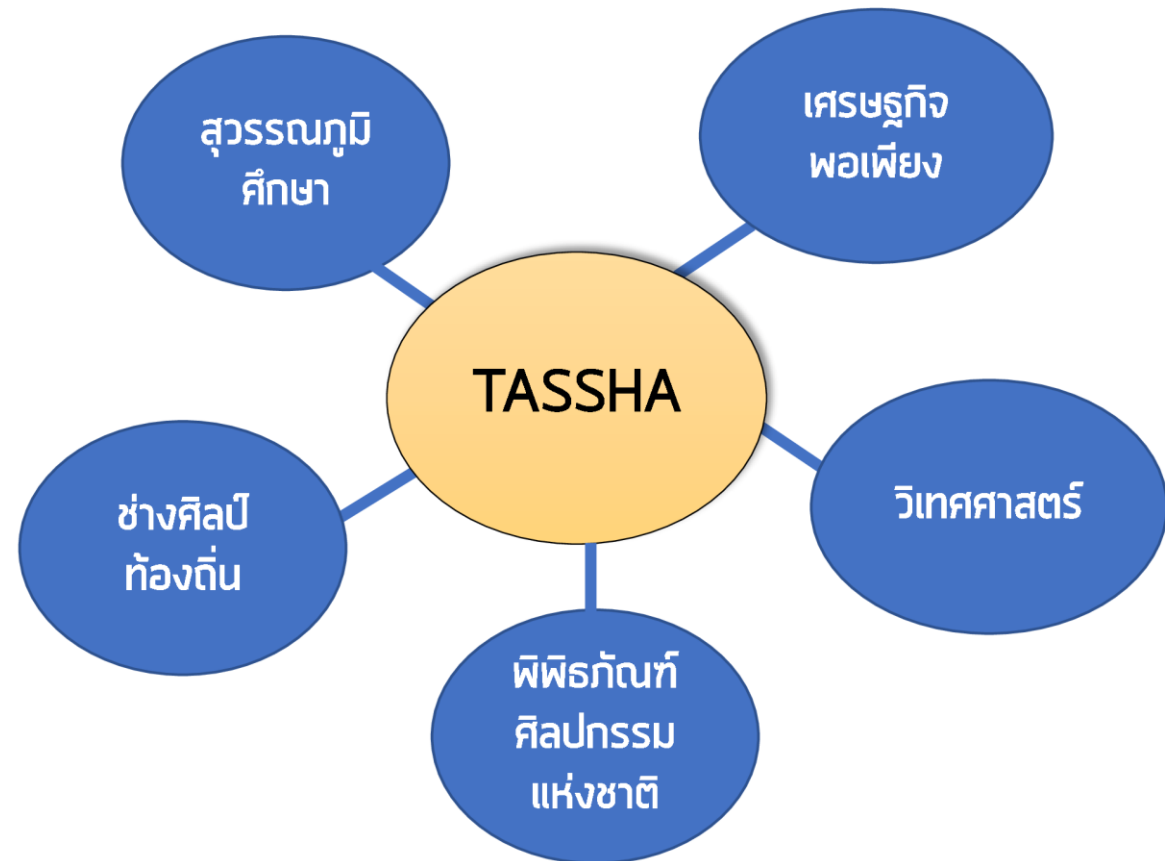 สุวรรณภูมิ
ศึกษา
เศรษฐกิจ
พอเพียง
TASSHA
ช่างศิลป์
ท้องถิ่น
วิเทศศาสตร์
พิพิธภัณฑ์
ศิลปกรรม
แห่งชาติ